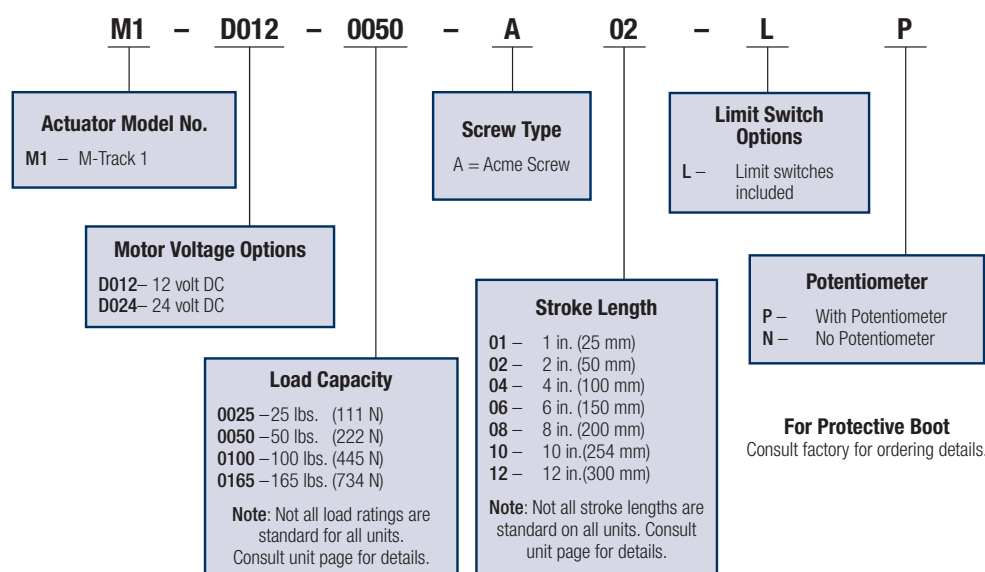 M1 – D012 – 0050 – A 02 – L P
Actuator Model No.
M1 – M-Track 1
Motor Voltage Options
D012– 12 volt DC
D024– 24 volt DC
Load Capacity
0025 –25 lbs. (111 N)
0050 –50 lbs. (222 N)
0100 –100 lbs. (445 N)
0165 –165 lbs. (734 N)
Note: Not all load ratings are
standard for all units.
Consult unit page for details.
Screw Type
A = Acme Screw
Stroke Length
01 – 1 in. (25 mm)
02 – 2 in. (50 mm)
04 – 4 in. (100 mm)
06 – 6 in. (150 mm)
08 – 8 in. (200 mm)
10 – 10 in.(254 mm)
12 – 12 in.(300 mm)
Note: Not all stroke lengths are
standard on all units. Consult
unit page for details.
Limit Switch
Options
L – Limit switches
included
Potentiometer
P – With Potentiometer
N – No Potentiometer
For Protective Boot
Consult factory for ordering details.